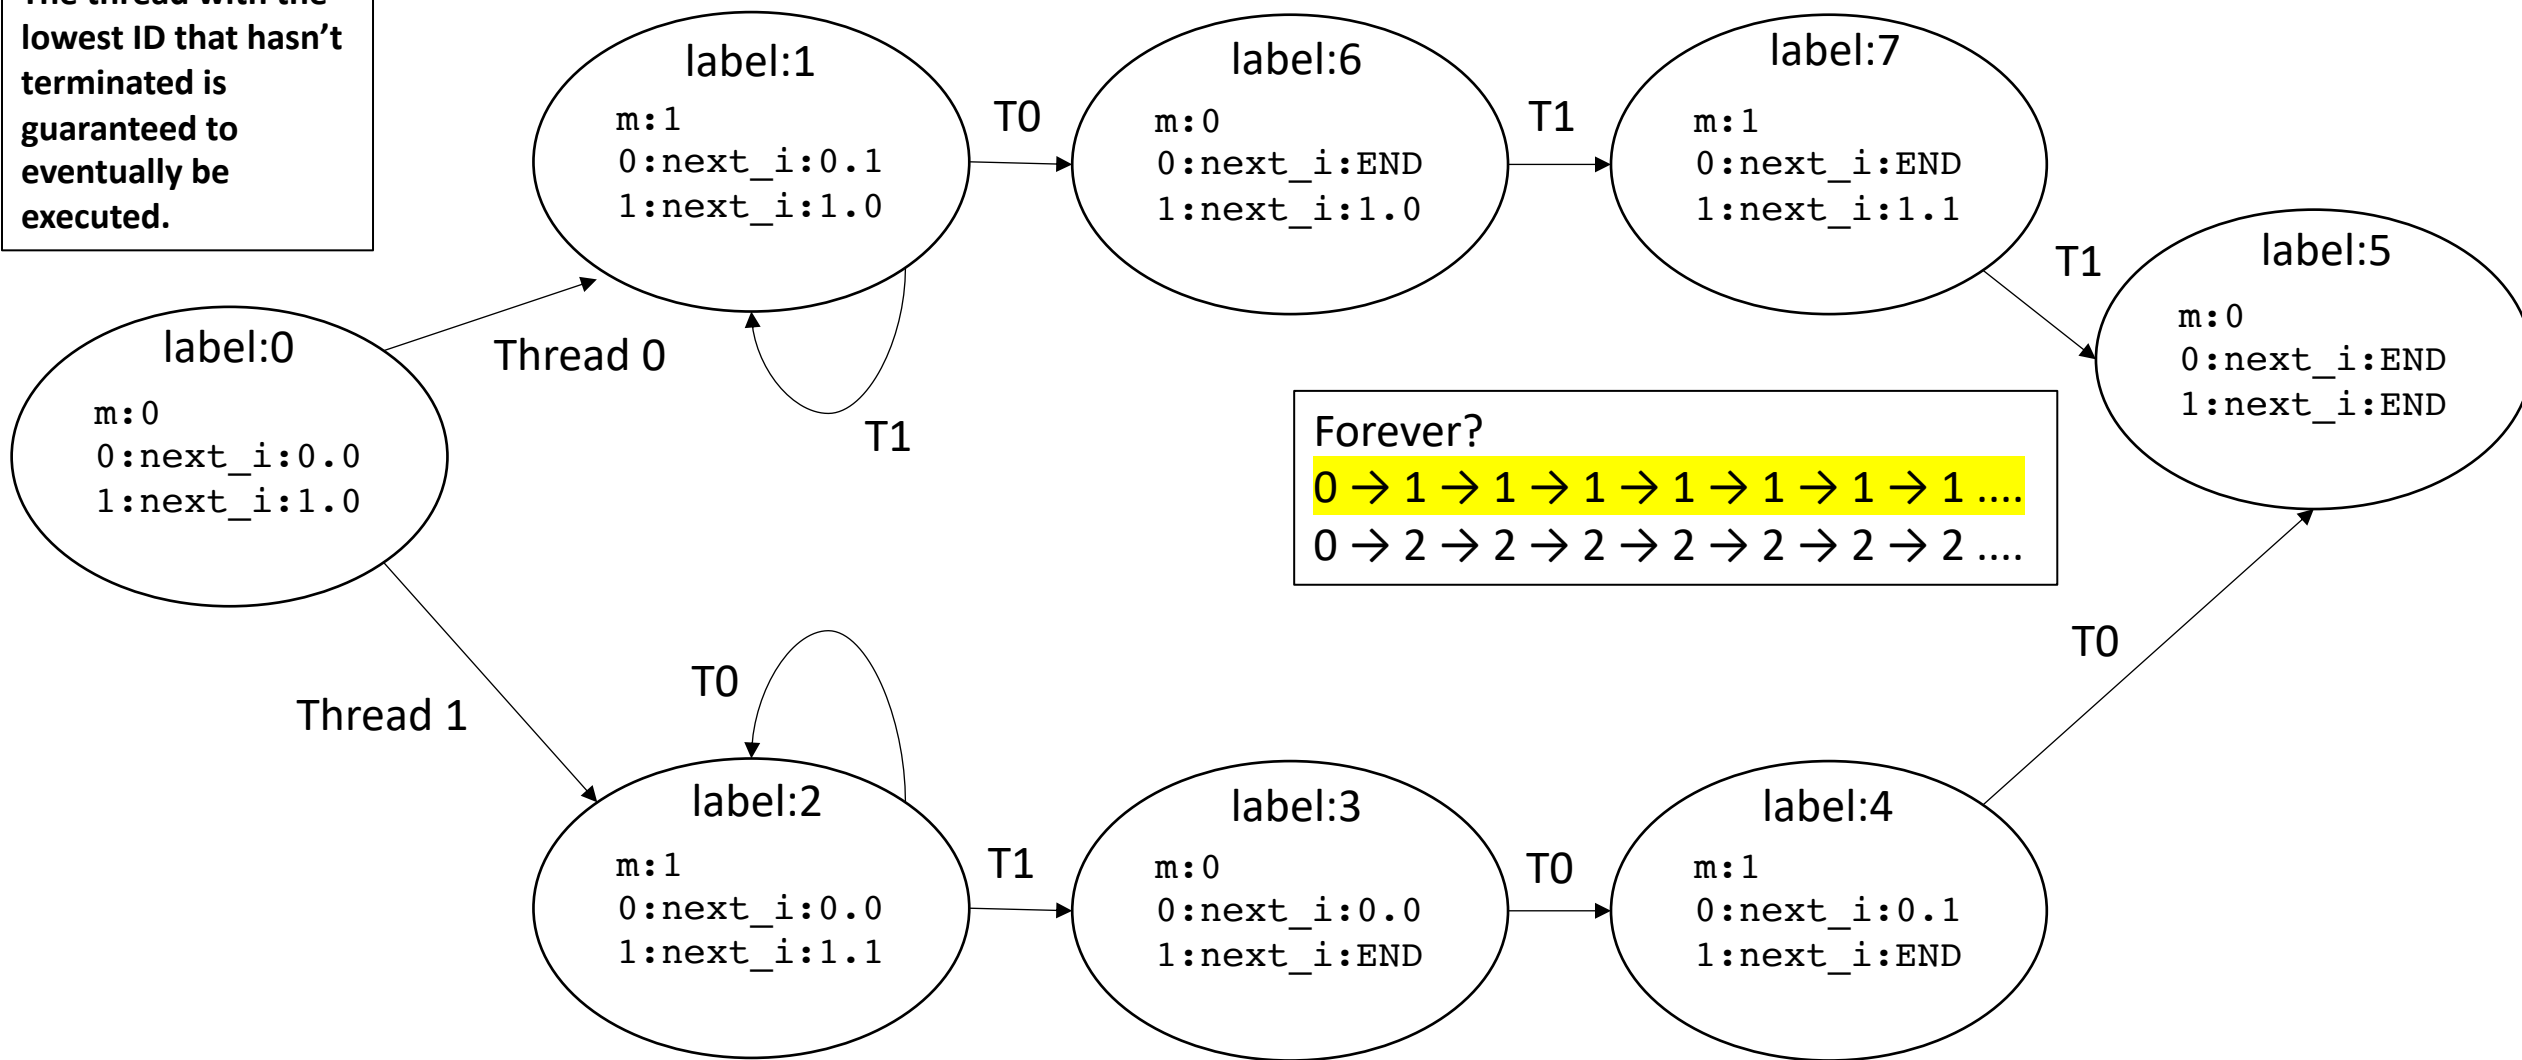 The thread with the
lowest ID that hasn’t
terminated is
guaranteed to
eventually be
executed.
label:1
m:1
0:next_i:0.1
1:next_i:1.0
T0
label:6
m:0
0:next_i:END
1:next_i:1.0
T1
label:7
m:1
0:next_i:END
1:next_i:1.1
T1
label:5
m:0
0:next_i:END
1:next_i:END
label:0
m:0
0:next_i:0.0
1:next_i:1.0
Thread 0
T1
Forever?
0 → 1 → 1 → 1 → 1 → 1 → 1 → 1 ....
0 → 2 → 2 → 2 → 2 → 2 → 2 → 2 ....
Thread 1
T0
T0
label:2
m:1
0:next_i:0.0
1:next_i:1.1
T1
label:3
m:0
0:next_i:0.0
1:next_i:END
T0
label:4
m:1
0:next_i:0.1
1:next_i:END